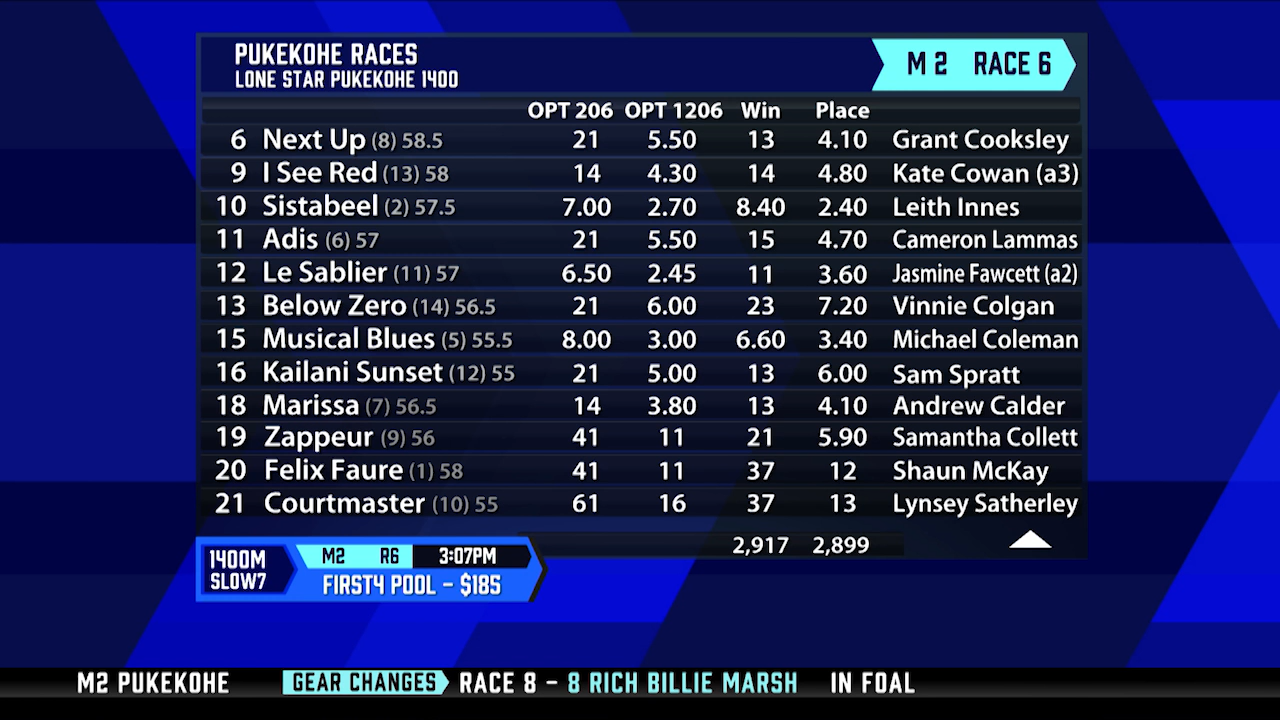 PUKEKOHE RACES
LONE STAR PUKEKOHE 1400
M 2 RACE 6
OPT 206 OPT 1206 Win Place
6 Next Up (8) 58.5 21 5.50 13 4.10 Grant Cooksley
9 I See Red (13) 58 14 4.30 14 4.80 Kate Cowan (a3)
10 Sistabeel (2) 57.5 7.00 2.70 8.40 2.40 Leith Innes
11 Adis (6) 57 21 5.50 15 4.70 Cameron Lammas
12 Le Sablier (11) 57 6.50 2.45 11 3.60 Jasmine Fawcett (a2)
13 Below Zero (14) 56.5 21 6.00 23 7.20 Vinnie Colgan
15 Musical Blues (5) 55.5 8.00 3.00 6.60 3.40 Michael Coleman
16 Kailani Sunset (12) 55 21 5.00 13 6.00 Sam Spratt
18 Marissa (7) 56.5 14 3.80 13 4.10 Andrew Calder
19 Zappeur (9) 56 41 11 21 5.90 Samantha Collett
20 Felix Faure (1) 58 41 11 37 12 Shaun McKay
21 Courtmaster (10) 55 61 16 37 13 Lynsey Satherley
2,917 2,899
1400M
SLOW7
M2 R6 3:07PM
FIRST4 POOL - $185
M2 PUKEKOHE GEAR CHANGES RACE 8 - 8 RICH BILLIE MARSH IN FOAL